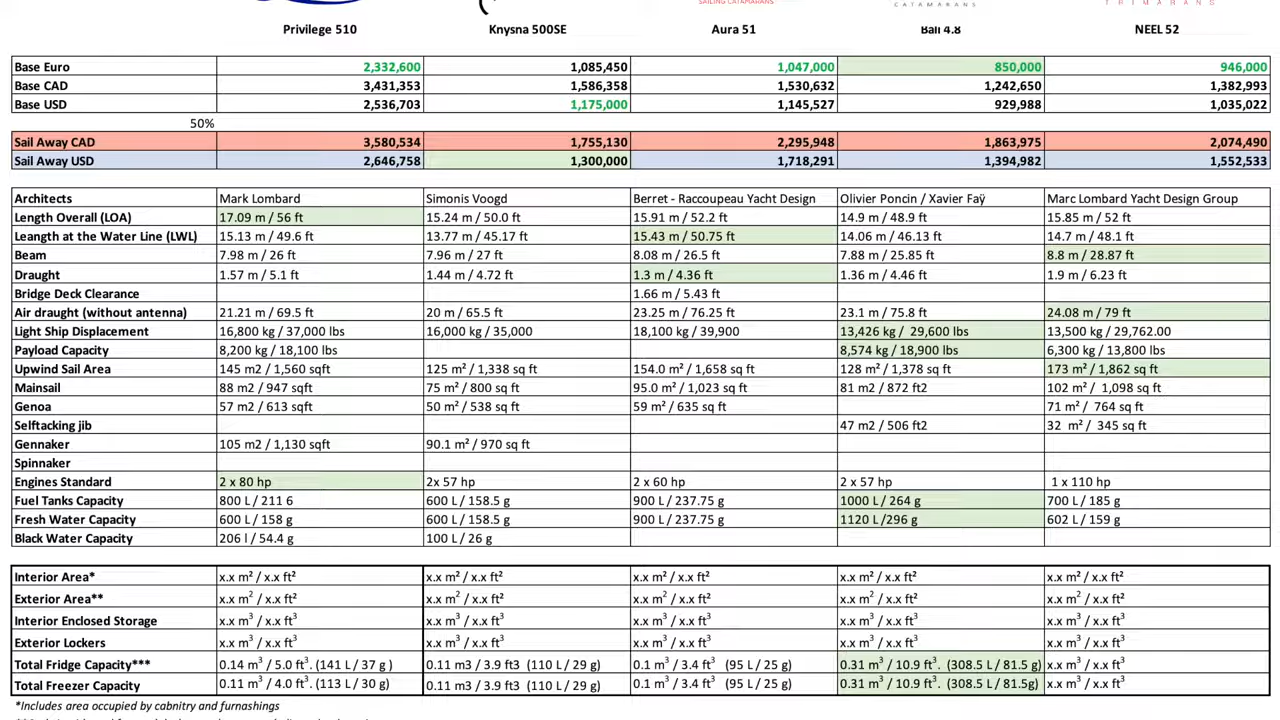 SAILING CATAMARANS CATAMARANS TRIMARANS
Privilege 510 Knysna 500SE Aura 51 Bali 4.8 NEEL 52
Base Euro 2,332,600 1,085,450 1,047,000 850,000 946,000
Base CAD 3,431,353 1,586,358 1,530,632 1,242,650 1,382,993
Base USD 2,536,703 1,175,000 1,145,527 929,988 1,035,022
50%
Sail Away CAD 3,580,534 1,755,130 2,295,948 1,863,975 2,074,490
Sail Away USD 2,646,758 1,300,000 1,718,291 1,394,982 1,552,533
Architects Mark Lombard Simonis Voogd Berret - Raccoupeau Yacht Design Olivier Poncin / Xavier Faÿ Marc Lombard Yacht Design Group
Length Overall (LOA) 17.09 m / 56 ft 15.24 m / 50.0 ft 15.91 m / 52.2 ft 14.9 m / 48.9 ft 15.85 m / 52 ft
Leangth at the Water Line (LWL) 15.13 m / 49.6 ft 13.77 m / 45.17 ft 15.43 m / 50.75 ft 14.06 m / 46.13 ft 14.7 m / 48.1 ft
Beam 7.98 m / 26 ft 7.96 m / 27 ft 8.08 m / 26.5 ft 7.88 m / 25.85 ft 8.8 m / 28.87 ft
Draught 1.57 m / 5.1 ft 1.44 m / 4.72 ft 1.3 m / 4.36 ft 1.36 m / 4.46 ft 1.9 m / 6.23 ft
Bridge Deck Clearance 1.66 m / 5.43 ft
Air draught (without antenna) 21.21 m / 69.5 ft 20 m / 65.5 ft 23.25 m / 76.25 ft 23.1 m / 75.8 ft 24.08 m / 79 ft
Light Ship Displacement 16,800 kg / 37,000 lbs 16,000 kg / 35,000 18,100 kg / 39,900 13,426 kg / 29,600 lbs 13,500 kg / 29,762.00
Payload Capacity 8,200 kg / 18,100 lbs 8,574 kg / 18,900 lbs 6,300 kg / 13,800 lbs
Upwind Sail Area 145 m2 / 1,560 sqft 125 m² / 1,338 sq ft 154.0 m² / 1,658 sq ft 128 m² / 1,378 sq ft 173 m² / 1,862 sq ft
Mainsail 88 m2 / 947 sqft 75 m² / 800 sq ft 95.0 m² / 1,023 sq ft 81 m2 / 872 ft2 102 m² / 1,098 sq ft
Genoa 57 m2 / 613 sqft 50 m² / 538 sq ft 59 m² / 635 sq ft 71 m² / 764 sq ft
Selftacking jib 47 m2 / 506 ft2 32 m² / 345 sq ft
Gennaker 105 m2 / 1,130 sqft 90.1 m² / 970 sq ft
Spinnaker
Engines Standard 2 x 80 hp 2x 57 hp 2 x 60 hp 2 x 57 hp 1 x 110 hp
Fuel Tanks Capacity 800 L / 211 6 600 L / 158.5 g 900 L / 237.75 g 1000 L / 264 g 700 L / 185 g
Fresh Water Capacity 600 L / 158 g 600 L / 158.5 g 900 L / 237.75 g 1120 L /296 g 602 L / 159 g
Black Water Capacity 206 l / 54.4 g 100 L / 26 g
Interior Area* x.x m² / x.x ft² x.x m² / x.x ft² x.x m² / x.x ft² x.x m² / x.x ft² x.x m² / x.x ft²
Exterior Area** x.x m² / x.x ft² x.x m² / x.x ft² x.x m² / x.x ft² x.x m² / x.x ft² x.x m² / x.x ft²
Interior Enclosed Storage x.x m³ / x.x ft³ x.x m³ / x.x ft³ x.x m³ / x.x ft³ x.x m³ / x.x ft³ x.x m³ / x.x ft³
Exterior Lockers x.x m³ / x.x ft³ x.x m³ / x.x ft³ x.x m³ / x.x ft³ x.x m³ / x.x ft³ x.x m³ / x.x ft³
Total Fridge Capacity*** 0.14 m³ / 5.0 ft³. (141 L / 37 g ) 0.11 m3 / 3.9 ft3 (110 L / 29 g) 0.1 m³ / 3.4 ft³ (95 L / 25 g) 0.31 m³ / 10.9 ft³. (308.5 L / 81.5 g) x.x m³ / x.x ft³
Total Freezer Capacity 0.11 m³ / 4.0 ft³. (113 L / 30 g) 0.11 m3 / 3.9 ft3 (110 L / 29 g) 0.1 m³ / 3.4 ft³ (95 L / 25 g) 0.31 m³ / 10.9 ft³. (308.5 L / 81.5g) x.x m³ / x.x ft³
*Includes area occupied by cabnitry and furnashings